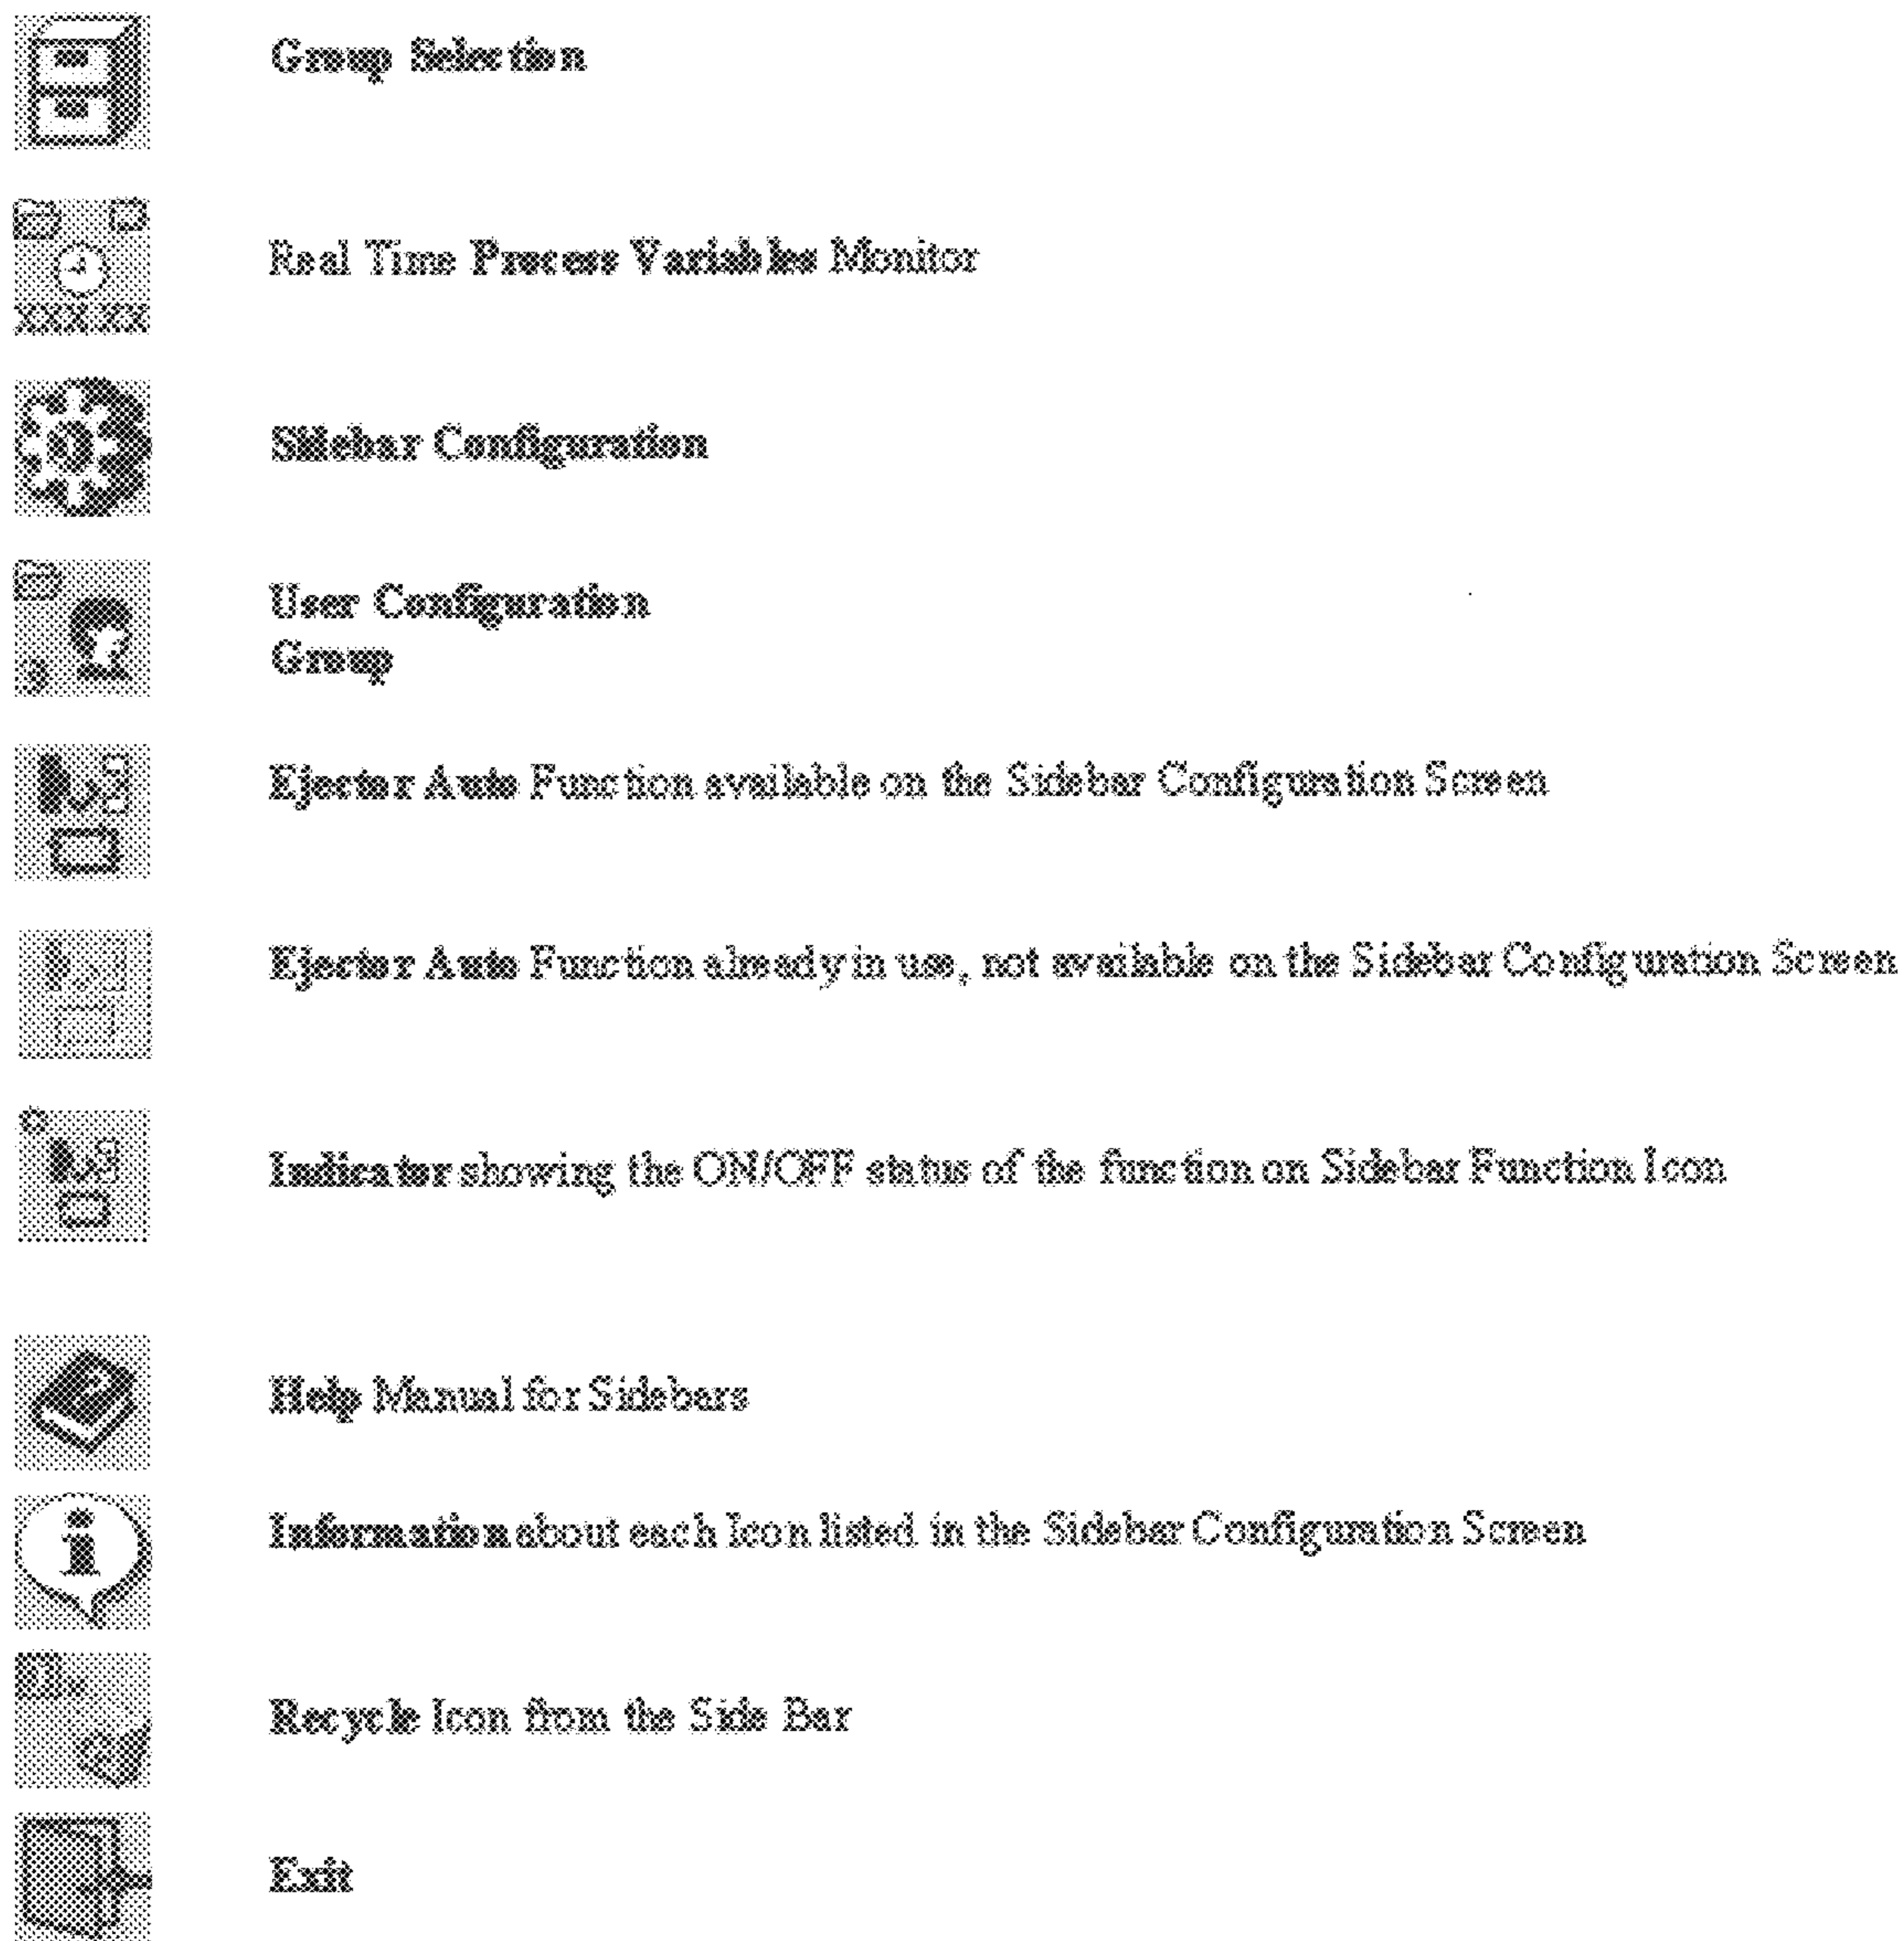 Group Selection
XXX.XX
Real Time Process Variables Monitor
Sidebar Configuration
User Configuration
Group
Ejector Auto Function available on the Sidebar Configuration Screen
Ejector Auto Function already in use, not available on the Sidebar Configuration Screen
Indicator showing the ON/OFF status of the function on Sidebar Function Icon
?
Help Manual for Sidebars
i
Information about each Icon listed in the Sidebar Configuration Screen
Recycle Icon from the Side Bar
Exit